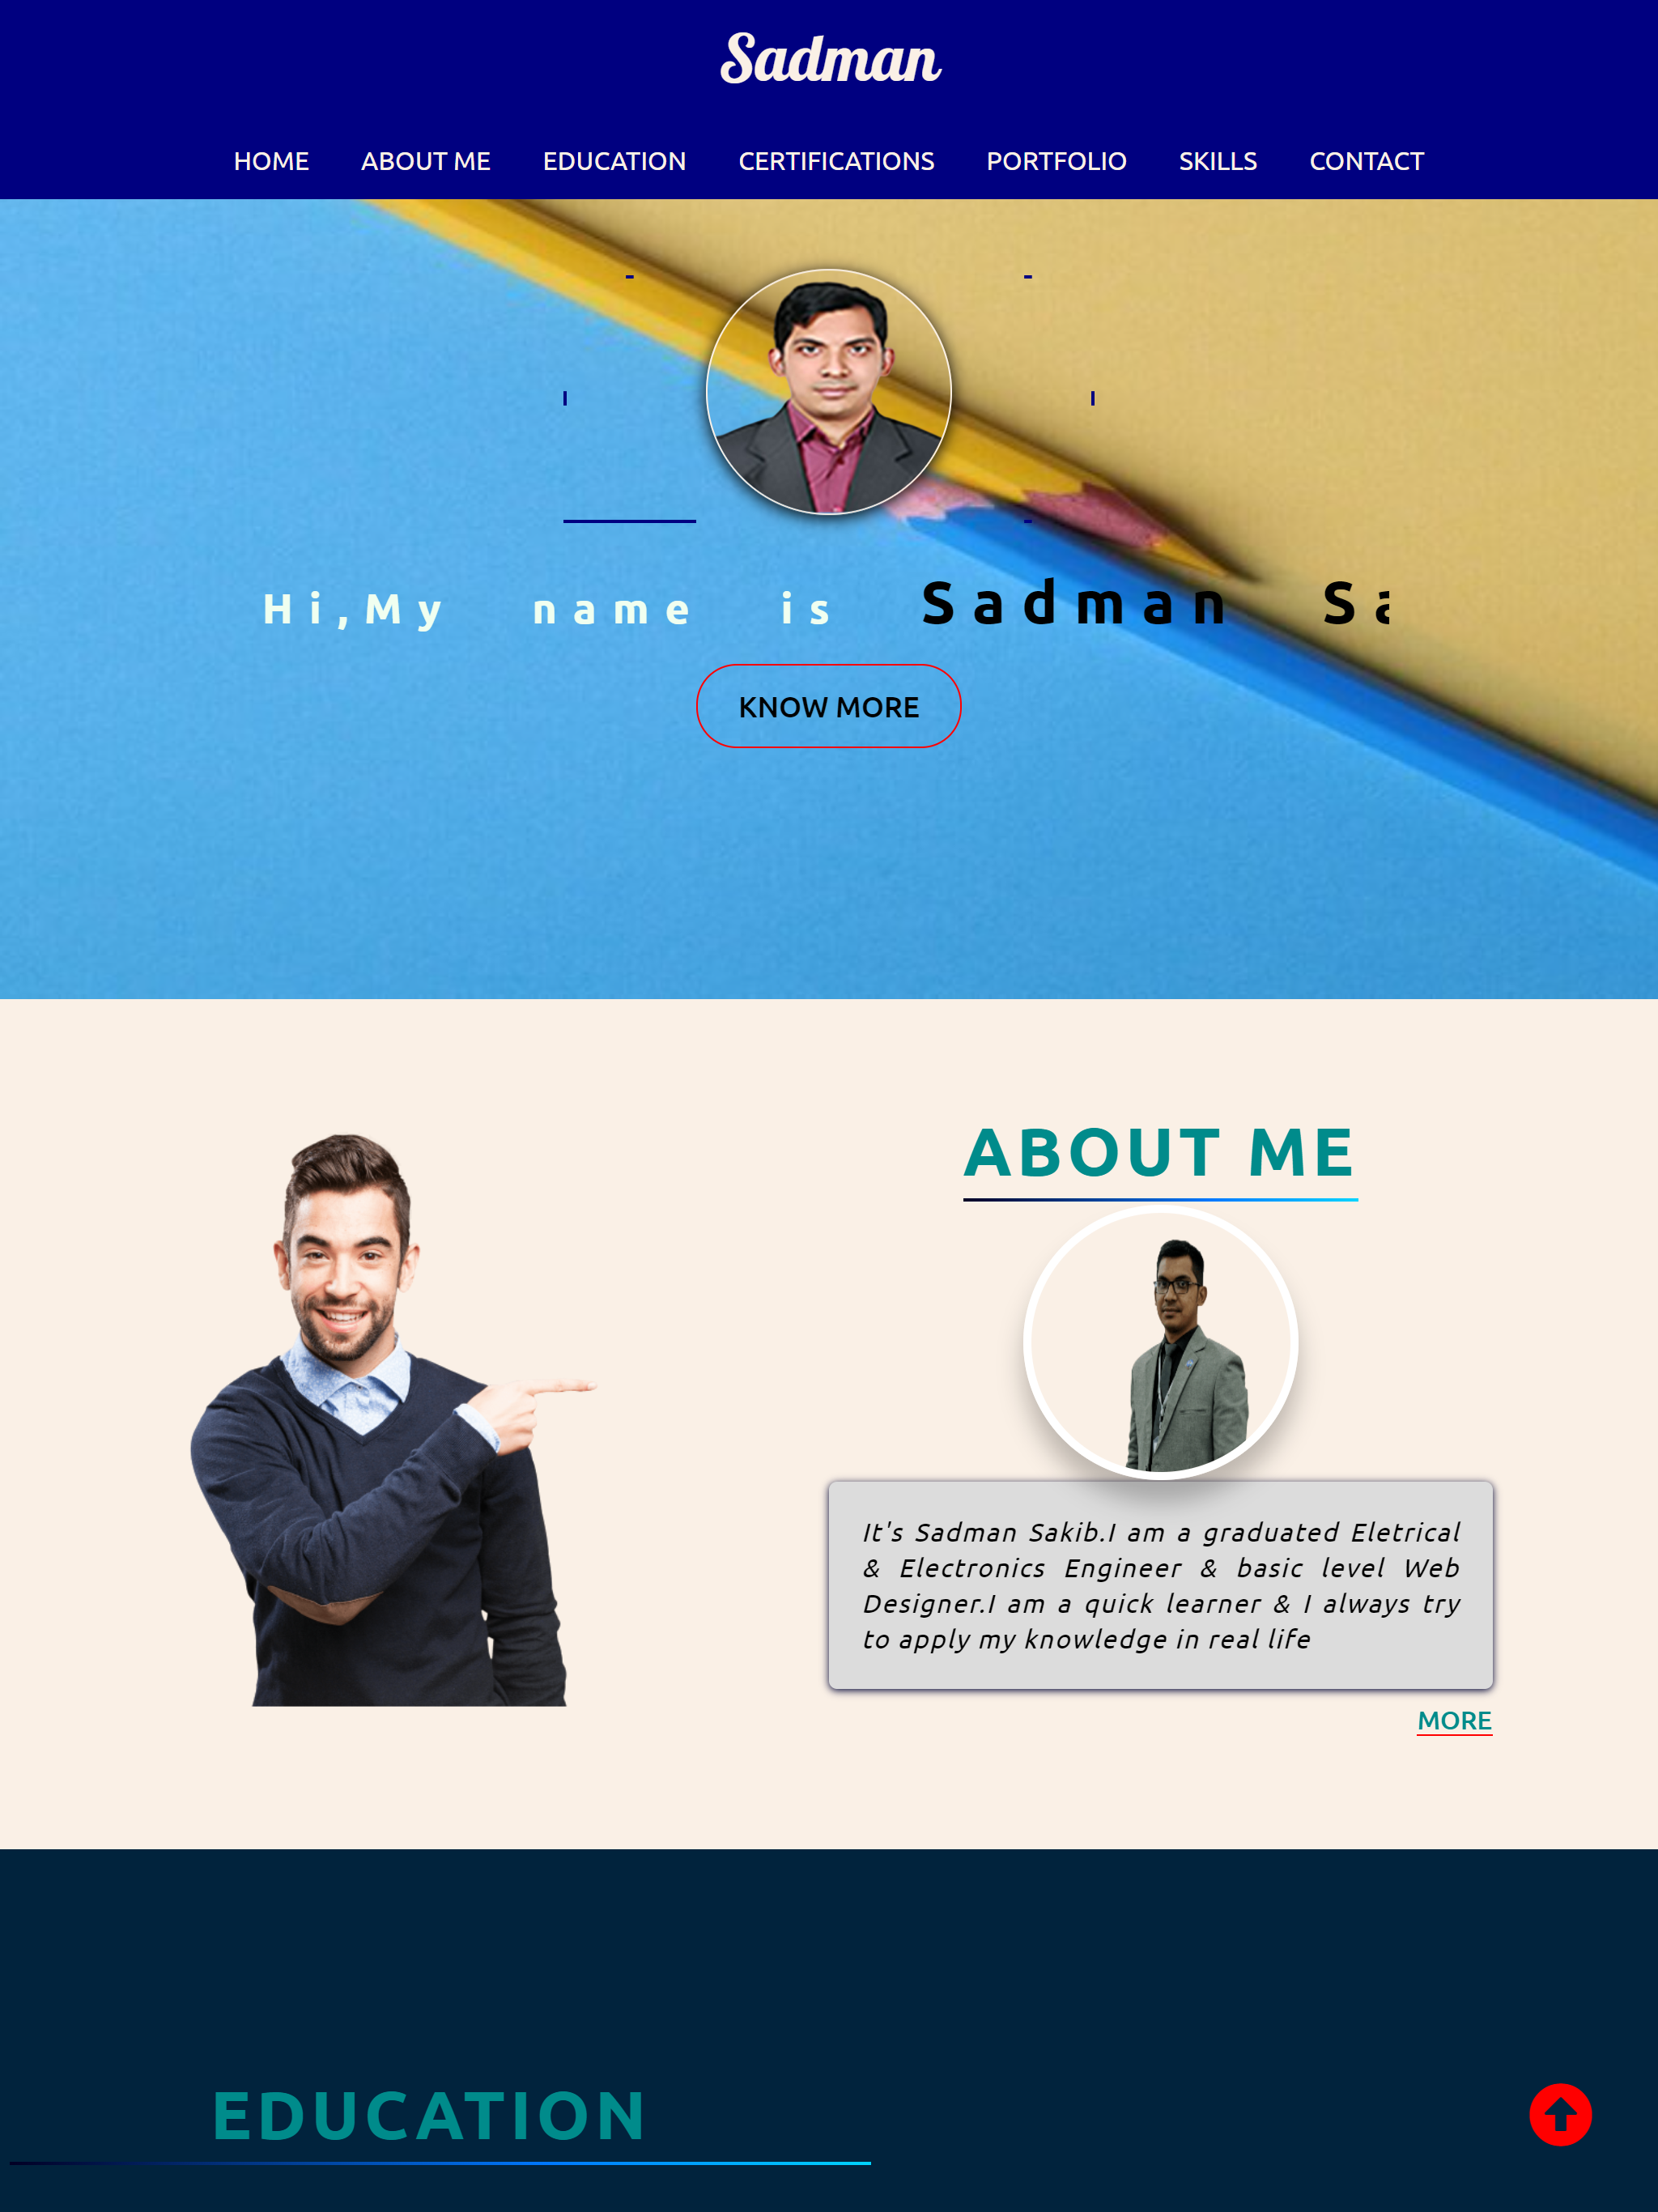 Sadman
HOME ABOUT ME EDUCATION CERTIFICATIONS PORTFOLIO SKILLS CONTACT
Hi,My name is Sadman
KNOW MORE
ABOUT ME
It's Sadman Sakib.I am a graduated Eletrical
& Electronics Engineer & basic level Web
Designer.I am a quick learner & I always try
to apply my knowledge in real life
MORE
EDUCATION